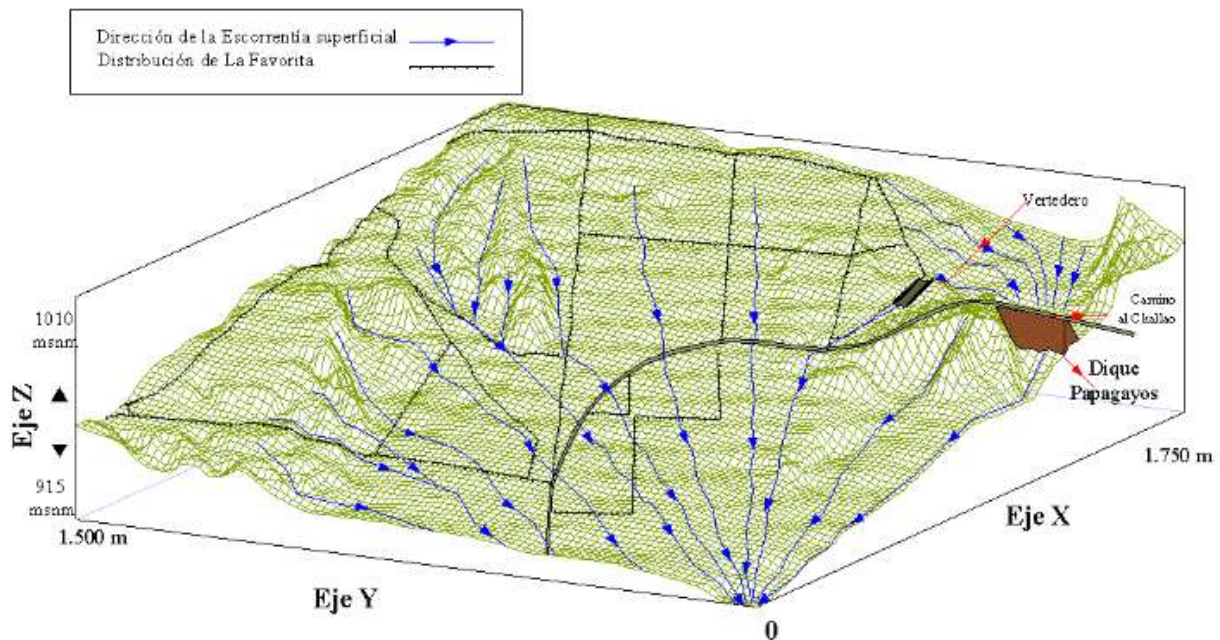 Dirección de la Escorrentía superficial
Distribución de La Favorita
Vertedero
Camino
al Challao
Dique
Papagayos
1010
msnm
Eje Z
915
msnm
1.500 m
Eje Y
0
Eje X
1.750 m